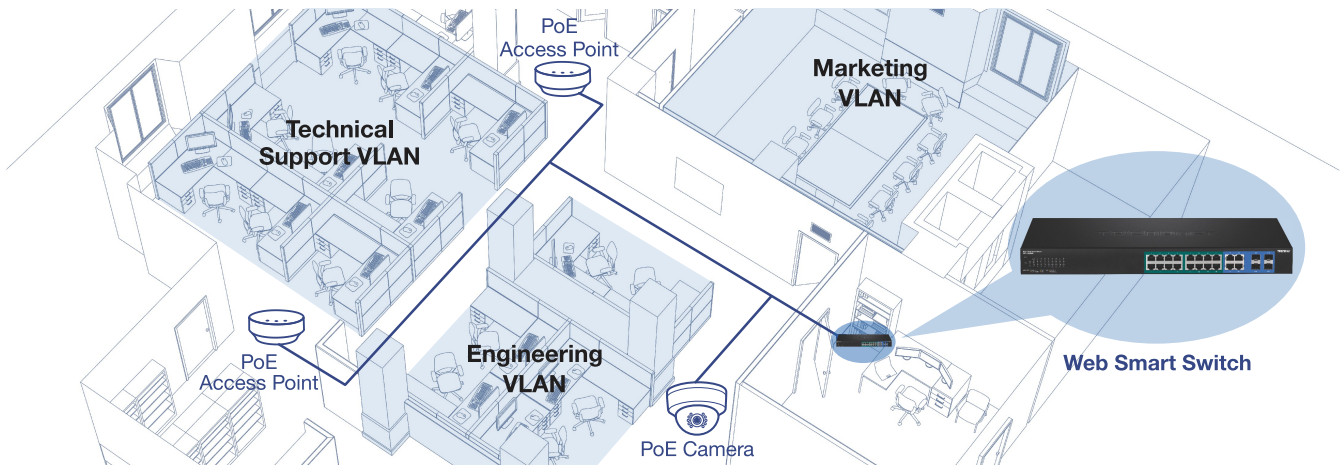 PoE
Access Point
Marketing
VLAN
Technical
Support VLAN
Engineering
VLAN
PoE
Access Point
PoE Camera
Web Smart Switch